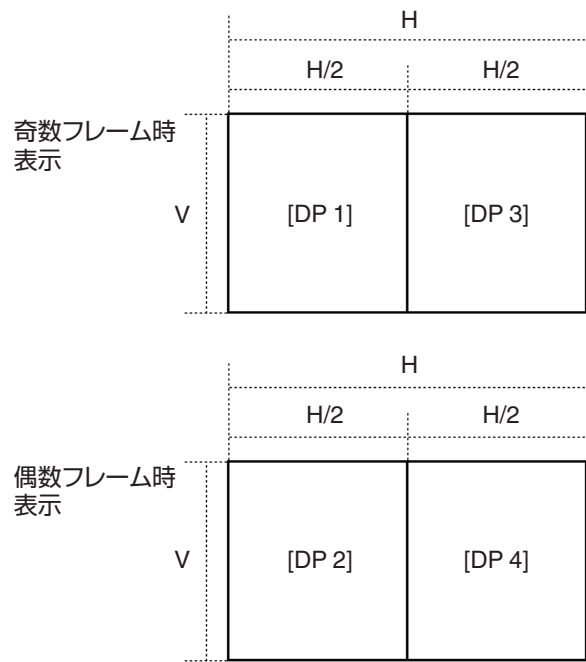 H
H/2 H/2
奇数フレーム時
表示
V [DP 1] [DP 3]
H
H/2 H/2
偶数フレーム時
表示
V [DP 2] [DP 4]